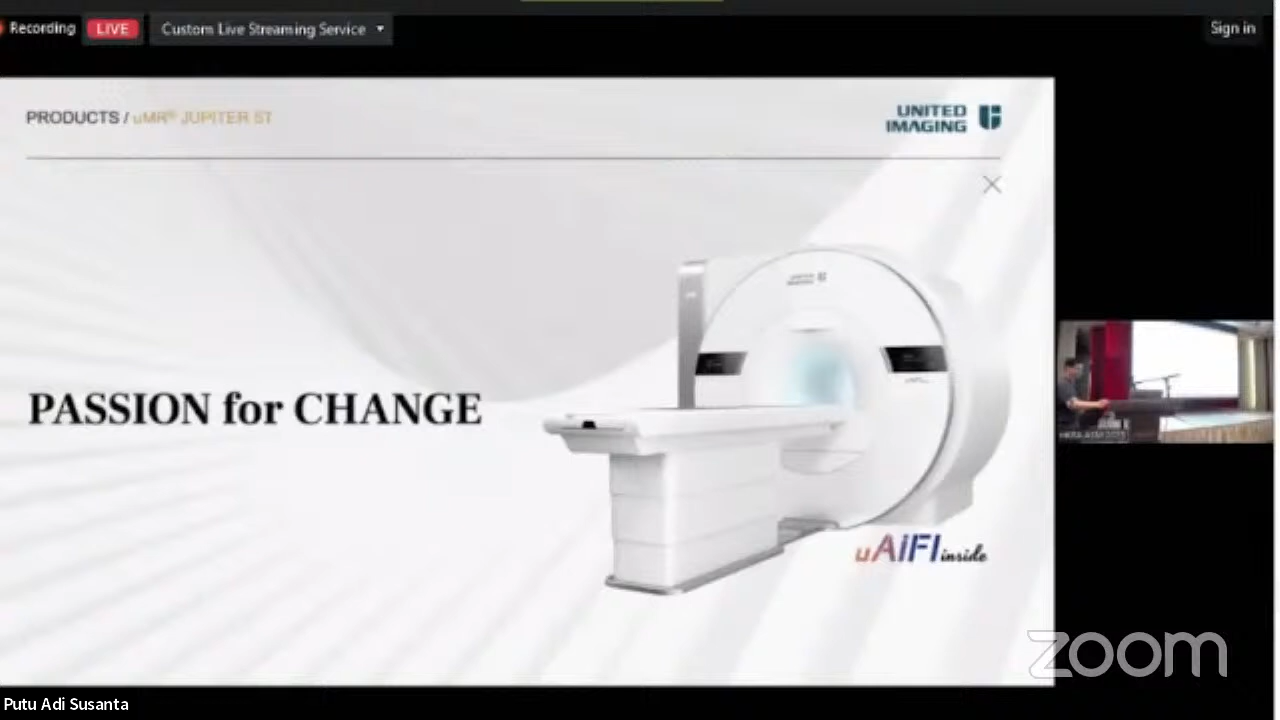 Recording LIVE Custom Live Streaming Service Sign in
PRODUCTS / uMR® JUPITER 5T
UNITED
IMAGING
PASSION for CHANGE
uAiFI inside
zoom
Putu Adi Susanta